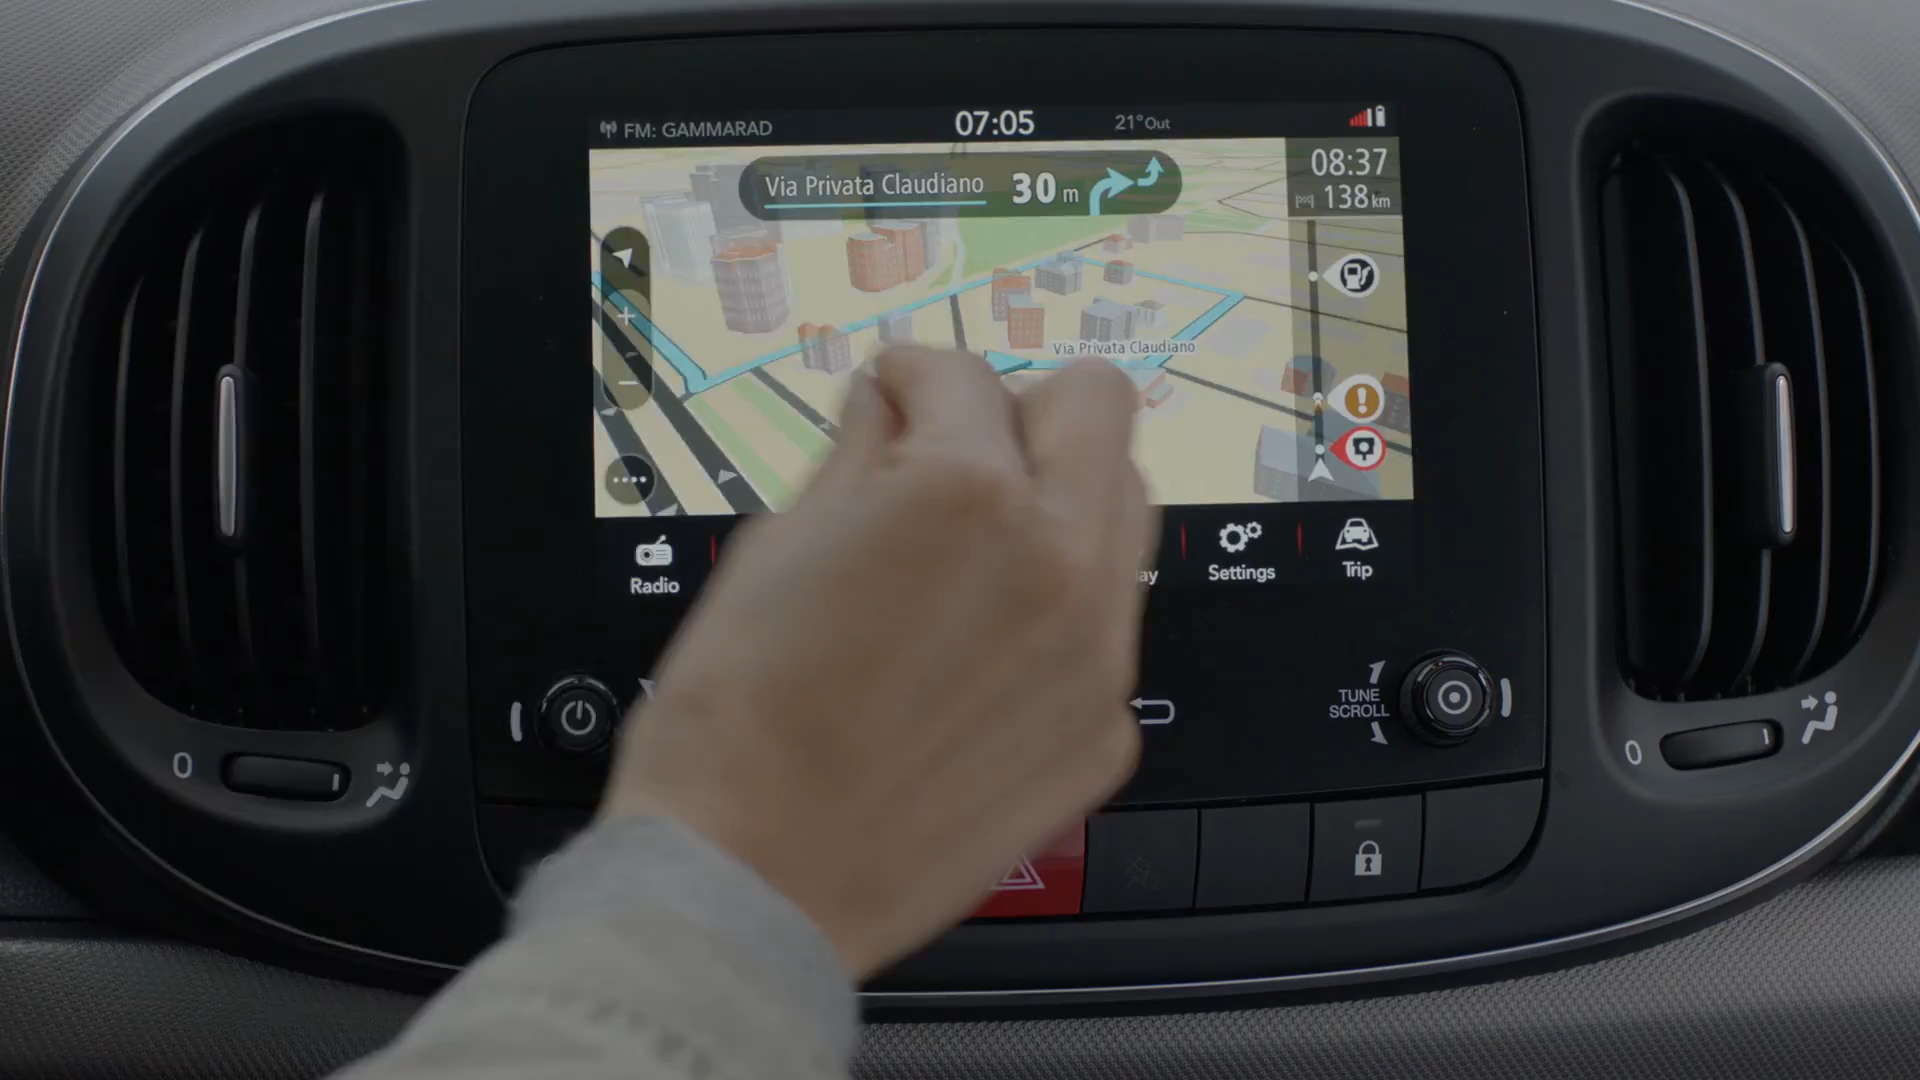 FM: GAMMARAD
07:05
21°Out
Via Privata Claudiano 30 m
08:37
138 km
Via Privata Claudiano
Radio
Settings
Trip
TUNE
SCROLL
0
0